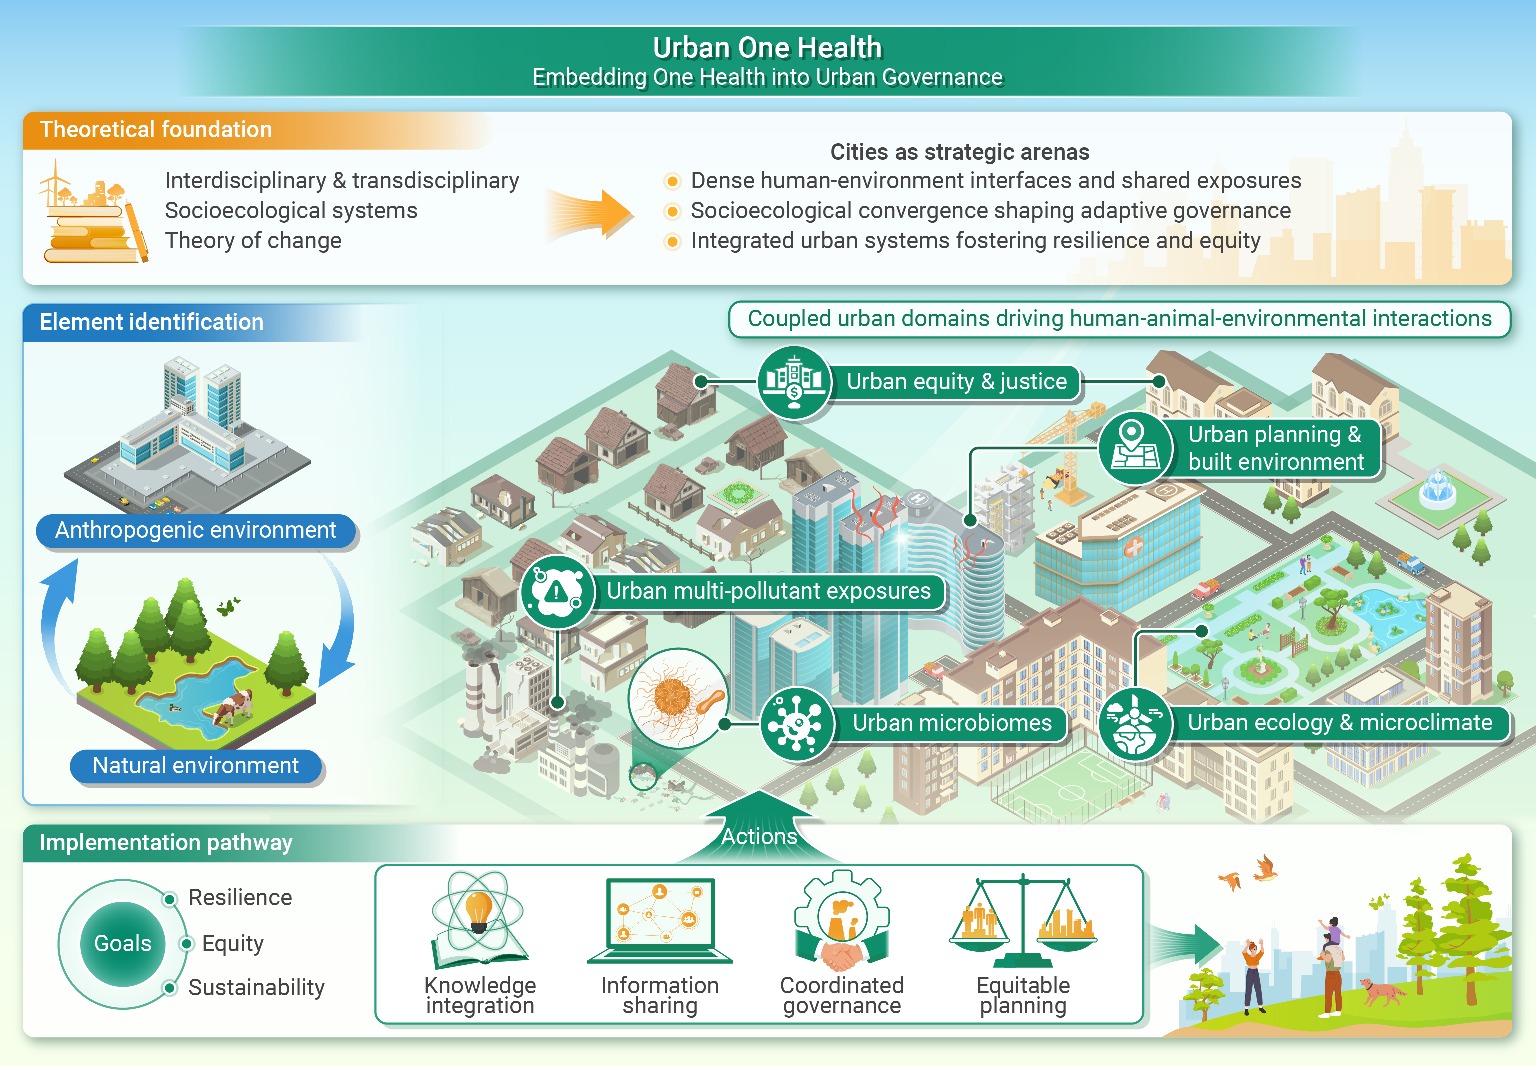 Urban One Health
Embedding One Health into Urban Governance
Theoretical foundation
Interdisciplinary & transdisciplinary
Socioecological systems
Theory of change
Cities as strategic arenas
Dense human-environment interfaces and shared exposures
Socioecological convergence shaping adaptive governance
Integrated urban systems fostering resilience and equity
Element identification
Anthropogenic environment
Natural environment
Coupled urban domains driving human-animal-environmental interactions
Urban equity & justice
Urban planning &
built environment
Urban multi-pollutant exposures
Urban microbiomes
Urban ecology & microclimate
Implementation pathway
Goals
Resilience
Equity
Sustainability
Actions
Knowledge
integration
Information
sharing
Coordinated
governance
Equitable
planning